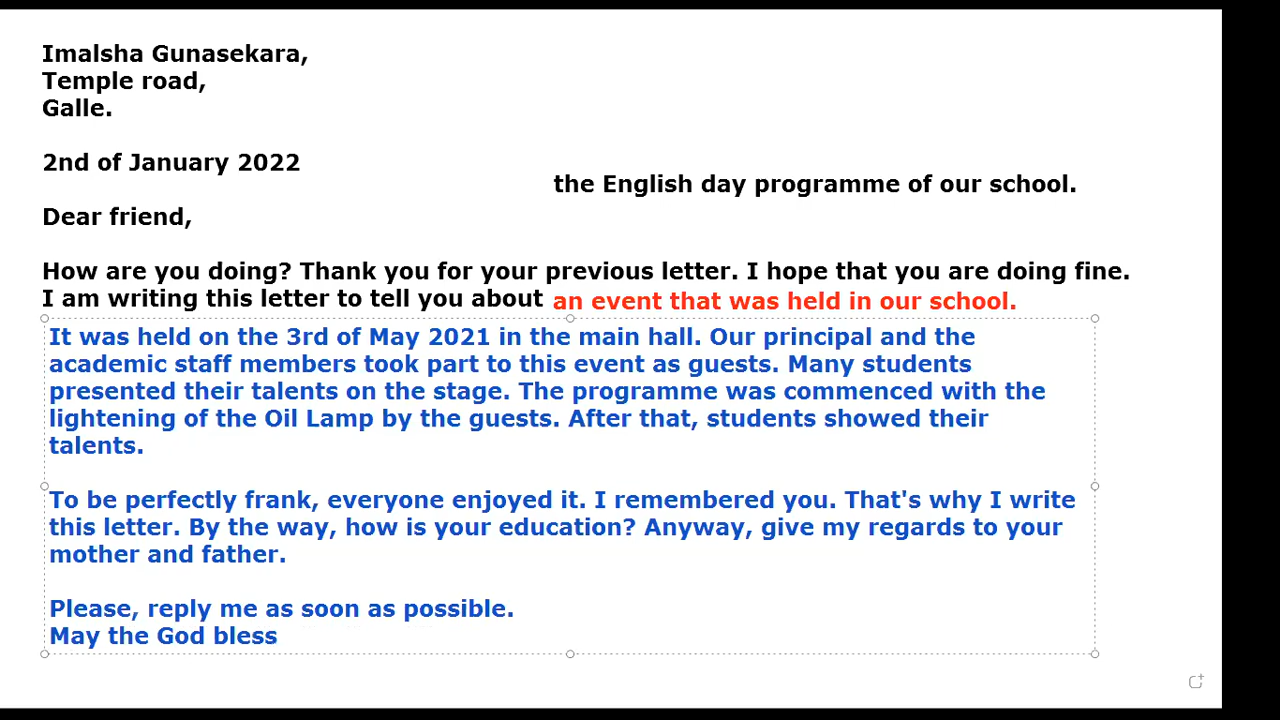 Imalsha Gunasekara,
Temple road,
Galle.
2nd of January 2022
the English day programme of our school.
Dear friend,
How are you doing? Thank you for your previous letter. I hope that you are doing fine.
I am writing this letter to tell you about an event that was held in our school.
It was held on the 3rd of May 2021 in the main hall. Our principal and the
academic staff members took part to this event as guests. Many students
presented their talents on the stage. The programme was commenced with the
lightening of the Oil Lamp by the guests. After that, students showed their
talents.
To be perfectly frank, everyone enjoyed it. I remembered you. That's why I write
this letter. By the way, how is your education? Anyway, give my regards to your
mother and father.
Please, reply me as soon as possible.
May the God bless